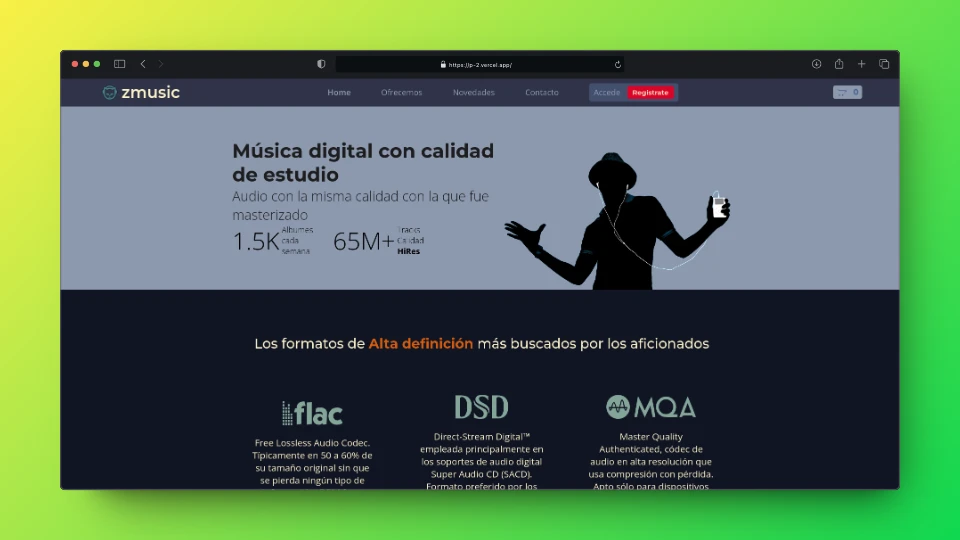 https://p-2.vercel.app/
zmusic
Home Ofrecemos Novedades Contacto Accede Regístrate 0
Música digital con calidad
de estudio
Audio con la misma calidad con la que fue
masterizado
1.5K Albumes cada semana 65M+ Tracks Calidad HiRes
Los formatos de Alta definición más buscados por los aficionados
flac
Free Lossless Audio Codec.
Típicamente en 50 a 60% de
su tamaño original sin que
se pierda ningún tipo de
DSD
Direct-Stream Digital™
empleada principalmente en
los soportes de audio digital
Super Audio CD (SACD).
Formato preferido por los
MQA
Master Quality
Authenticated, códec de
audio en alta resolución que
usa compresión con pérdida.
Apto sólo para dispositivos